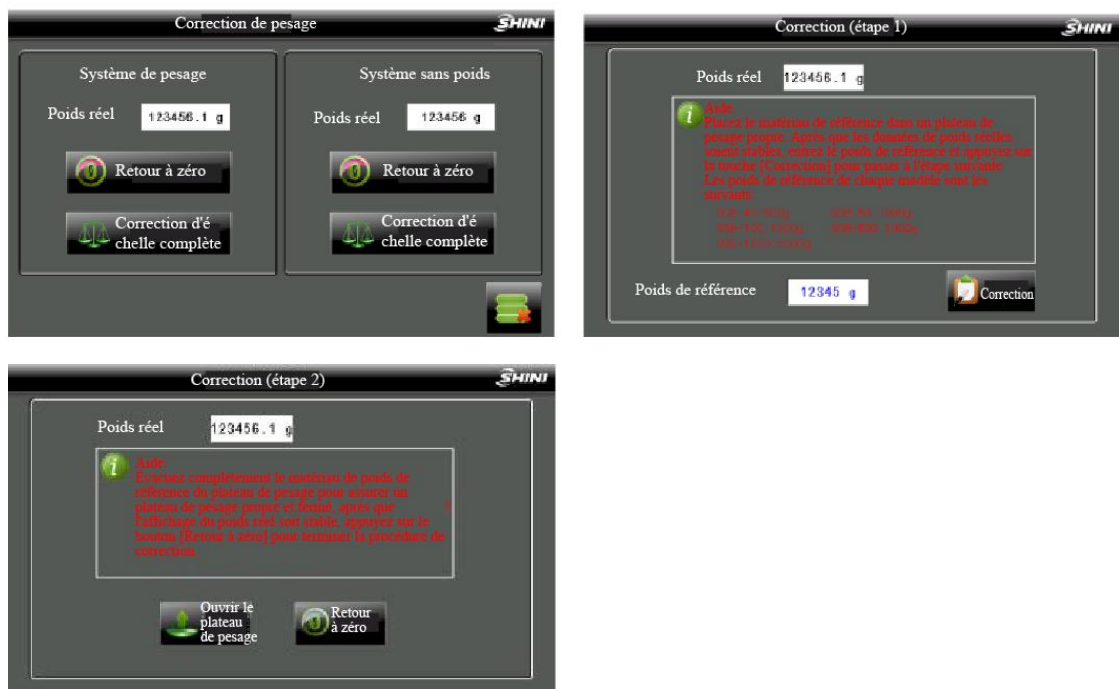 Correction de pesage
SHINI
Système de pesage
Poids réel
123456.1 g
Retour à zéro
Correction d'é
chelle complète
Système sans poids
Poids réel
123456 g
Retour à zéro
Correction d'é
chelle complète
Correction (étape 1)
SHINI
Poids réel
123456.1 g
Aide
Placez le matériau de référence dans un plateau de
pesage propre. Après que les données de poids réelles
soient stables, entrez le poids de référence et appuyez sur
la touche [Correction] pour passer à l'étape suivante
Les poids de référence de chaque modèle sont les
suivants
Poids de référence
12345 g
Correction
Correction (étape 2)
SHINI
Poids réel
123456.1 g
Aide
Évacuez complètement le matériau de poids de
référence du plateau de pesage pour assurer un
plateau de pesage propre et fermé, après que
l'affichage du poids réel soit stable, appuyez sur le
bouton [Retour à zéro] pour terminer la procédure de
correction
Ouvrir le
plateau
de pesage
Retour
à zéro